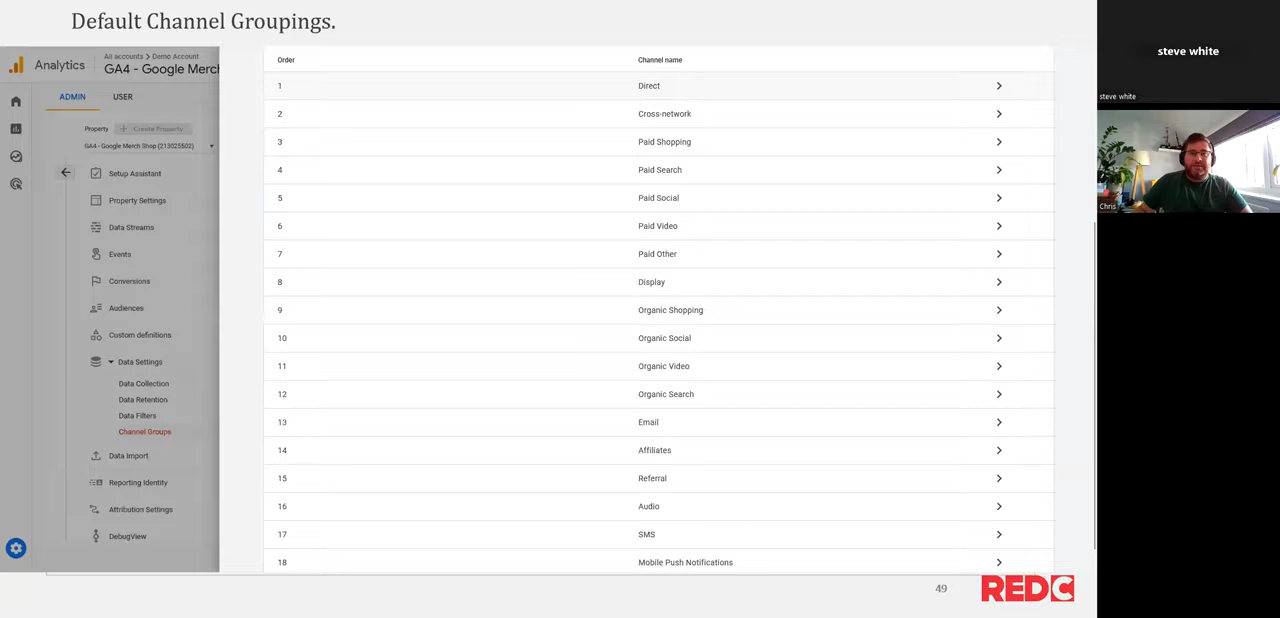 Default Channel Groupings.
Analytics
All accounts > Demo Account
GA4 - Google Merch
ADMIN
USER
Property
Create Property
GA4 - Google Merch Shop (213025502)
Setup Assistant
Property Settings
Data Streams
Events
Conversions
Audiences
Custom definitions
Data Settings
Data Collection
Data Retention
Data Filters
Channel Groups
Data Import
Reporting Identity
Attribution Settings
DebugView
Order Channel name
1 Direct
2 Cross-network
3 Paid Shopping
4 Paid Search
5 Paid Social
6 Paid Video
7 Paid Other
8 Display
9 Organic Shopping
10 Organic Social
11 Organic Video
12 Organic Search
13 Email
14 Affiliates
15 Referral
16 Audio
17 SMS
18 Mobile Push Notifications
49
REDC
steve white
steve white
Chris